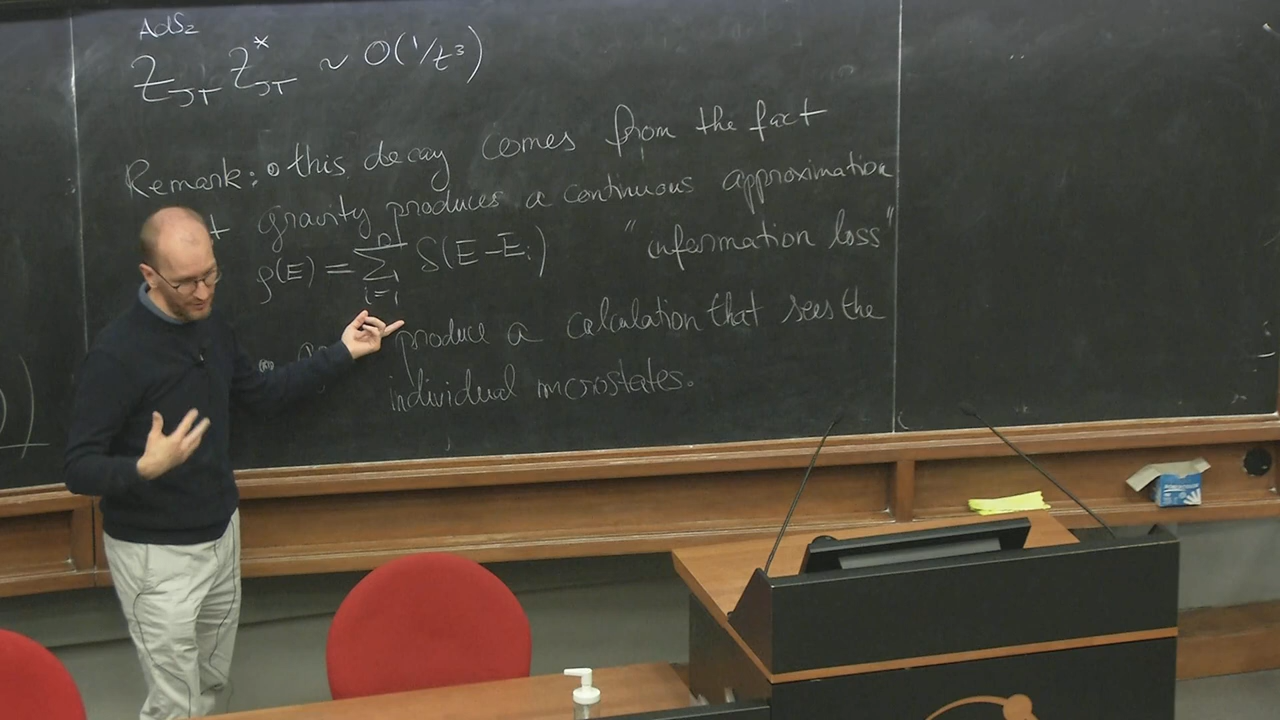 AdS₂
Z_JT Z*_JT ~ O(1/t³)
Remark: • this decay comes from the fact
gravity produces a continuous approximation
ρ(E) = Σ_{i=1} δ(E-E_i) "information loss"
produce a calculation that sees the
individual microstates.